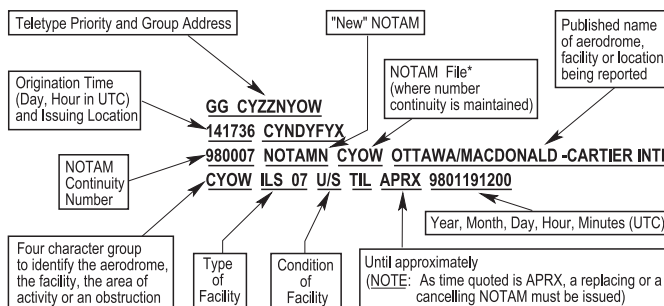 Teletype Priority and Group Address
"New" NOTAM
Published name
of aerodrome,
facility or location
being reported
Origination Time
(Day, Hour in UTC)
and Issuing Location
NOTAM File*
(where number
continuity is maintained)
GG CYZZNYOW
141736 CYNDYFYX
980007 NOTAMN CYOW OTTAWA/MACDONALD -CARTIER INTL
CYOW ILS 07 U/S TIL APRX 9801191200
NOTAM
Continuity
Number
Year, Month, Day, Hour, Minutes (UTC)
Four character group
to identify the aerodrome,
the facility, the area of
activity or an obstruction
Type
of
Facility
Condition
of
Facility
Until approximately
(NOTE: As time quoted is APRX, a replacing or a
cancelling NOTAM must be issued)